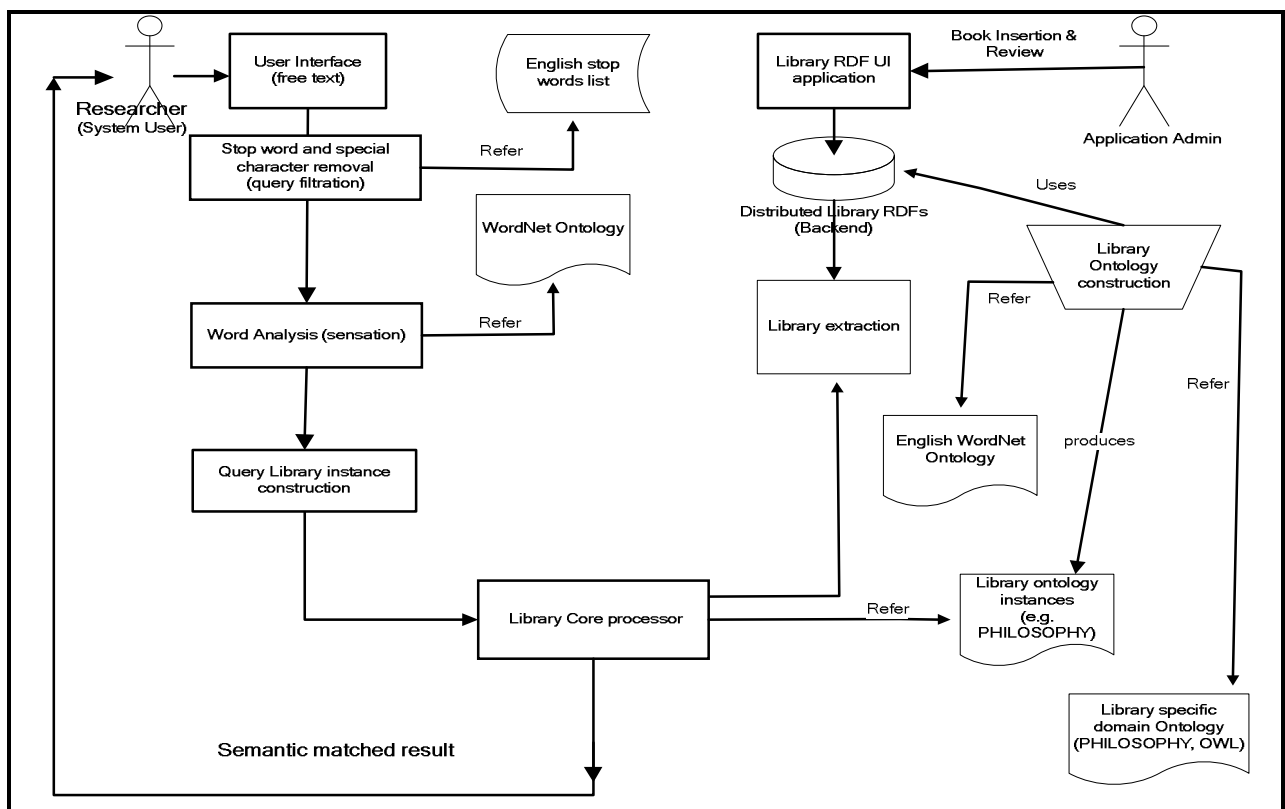 Researcher
(System User)
User Interface
(free text)
Stop word and special
character removal
(query filtration)
Refer
English stop
words list
WordNet Ontology
Word Analysis (sensation)
Refer
Query Library instance
construction
Library Core processor
Semantic matched result
Library RDF UI
application
Book Insertion &
Review
Application Admin
Distributed Library RDFs
(Backend)
Uses
Library
Ontology
construction
Library extraction
Refer
Refer
English WordNet
Ontology
produces
Refer
Library ontology
instances
(e.g.
PHILOSOPHY)
Library specific
domain Ontology
(PHILOSOPHY, OWL)